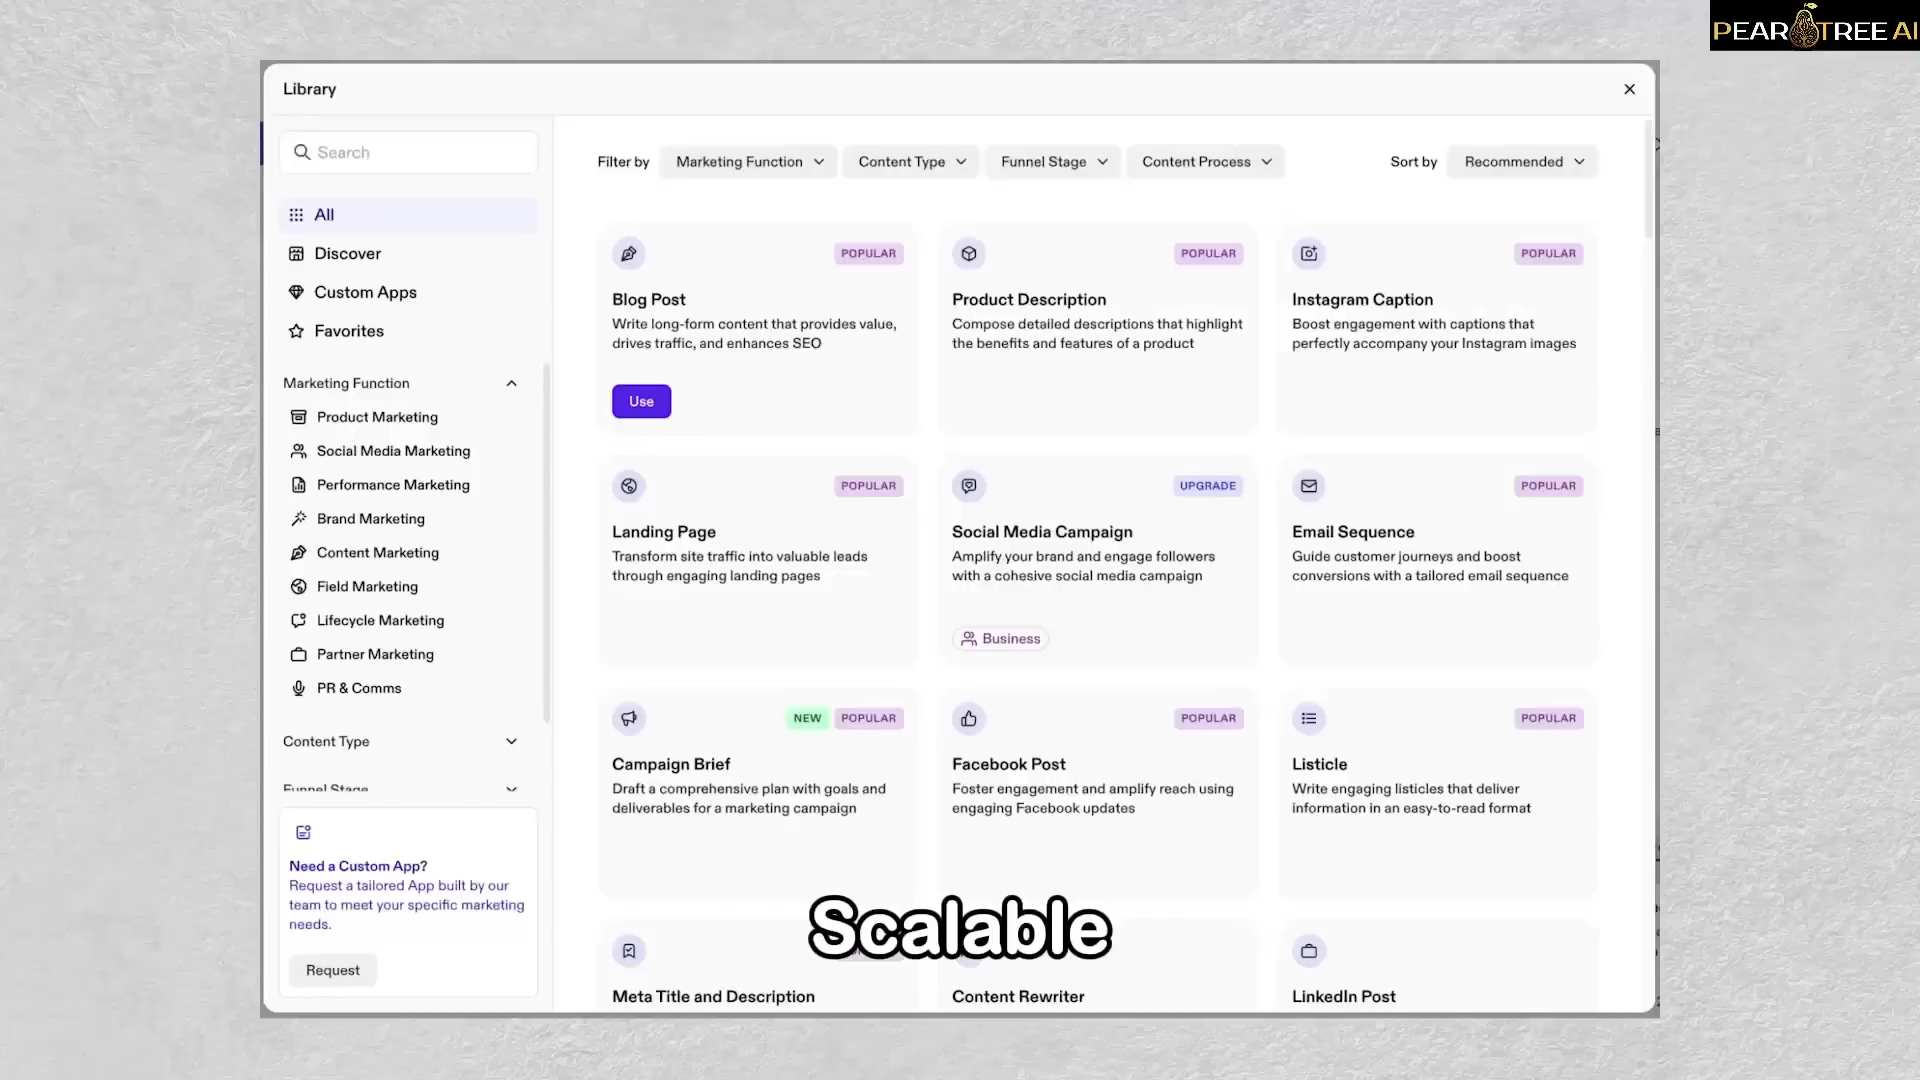 PEAR TREE AI
Library
Search
All
Discover
Custom Apps
Favorites
Marketing Function
Product Marketing
Social Media Marketing
Performance Marketing
Brand Marketing
Content Marketing
Field Marketing
Lifecycle Marketing
Partner Marketing
PR & Comms
Content Type
Funnel Stage
Need a Custom App?
Request a tailored App built by our
team to meet your specific marketing
needs.
Request
Filter by Marketing Function Content Type Funnel Stage Content Process Sort by Recommended
POPULAR
Blog Post
Write long-form content that provides value,
drives traffic, and enhances SEO
Use
POPULAR
Product Description
Compose detailed descriptions that highlight
the benefits and features of a product
POPULAR
Instagram Caption
Boost engagement with captions that
perfectly accompany your Instagram images
POPULAR
Landing Page
Transform site traffic into valuable leads
through engaging landing pages
UPGRADE
Social Media Campaign
Amplify your brand and engage followers
with a cohesive social media campaign
Business
POPULAR
Email Sequence
Guide customer journeys and boost
conversions with a tailored email sequence
NEW POPULAR
Campaign Brief
Draft a comprehensive plan with goals and
deliverables for a marketing campaign
POPULAR
Facebook Post
Foster engagement and amplify reach using
engaging Facebook updates
POPULAR
Listicle
Write engaging listicles that deliver
information in an easy-to-read format
Scalable
Meta Title and Description
Content Rewriter
LinkedIn Post